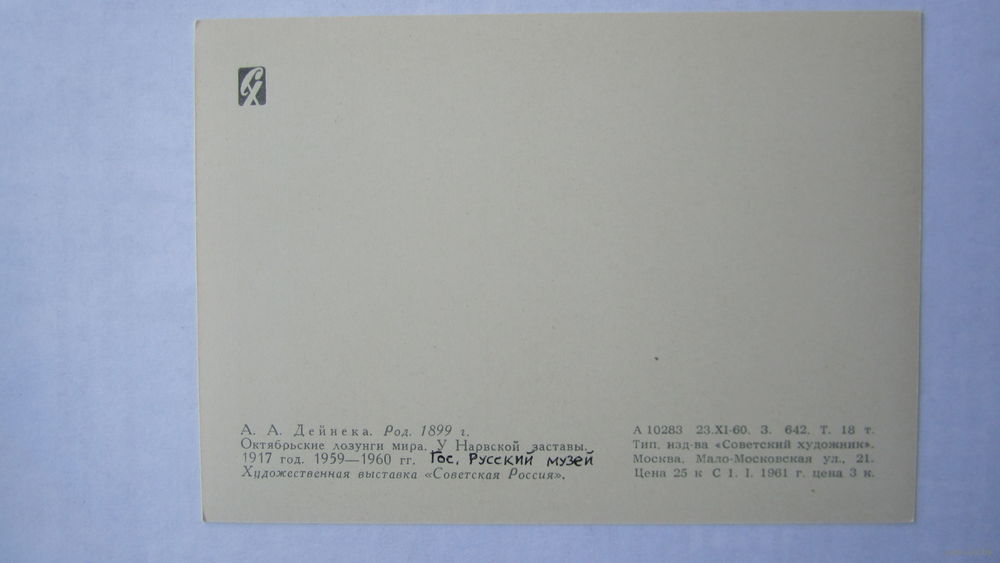 СХ
А. А. Дейнека. Род. 1899 г.
Октябрьские лозунги мира. У Нарвской заставы.
1917 год. 1959—1960 гг. Гос. Русский музей
Художественная выставка «Советская Россия».
А 10283 23.XI-60. З. 642. Т. 18 т.
Тип. изд-ва «Советский художник».
Москва, Мало-Московская ул., 21.
Цена 25 к С 1. I. 1961 г. цена 3 к.